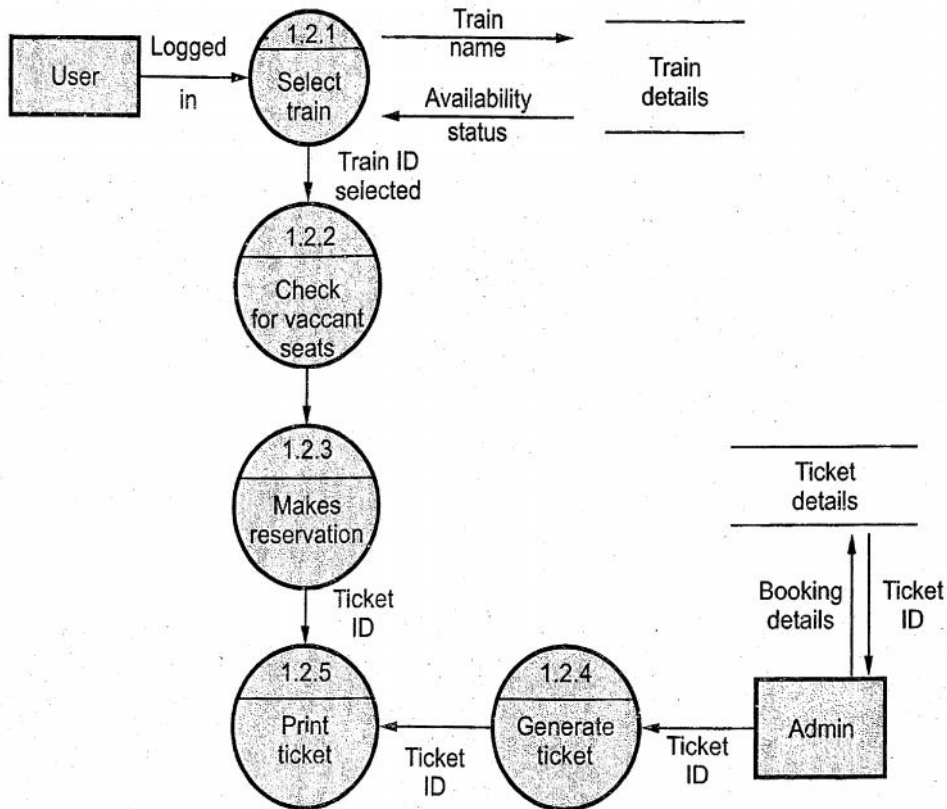 User
Logged
in
1.2.1
Select
train
Train
name
Availability
status
Train
details
Train ID
selected
1.2.2
Check
for vaccant
seats
1.2.3
Makes
reservation
Ticket
ID
1.2.5
Print
ticket
Ticket
ID
1.2.4
Generate
ticket
Ticket
ID
Admin
Booking
details
Ticket
ID
Ticket
details